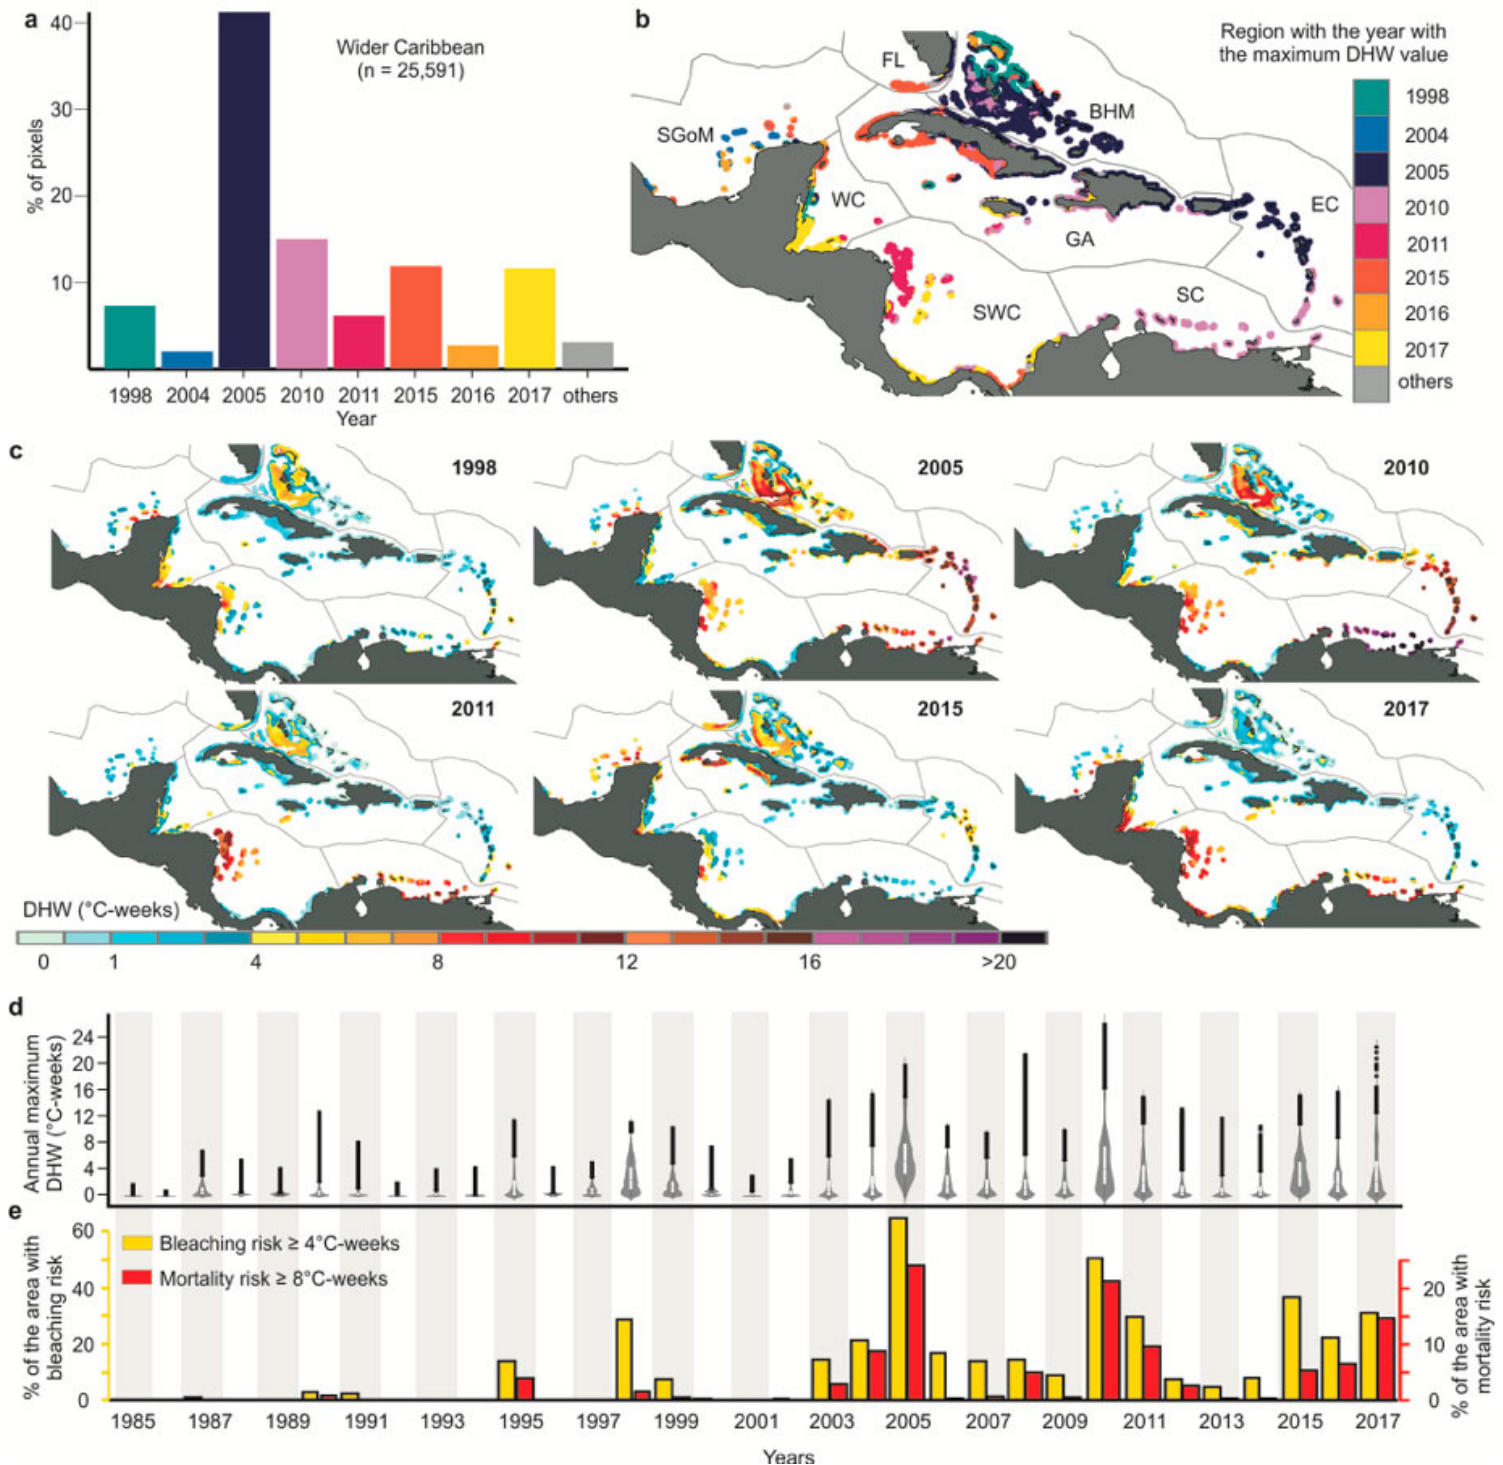 a
40
30
20
10
% of pixels
Wider Caribbean
(n = 25,591)
1998 2004 2005 2010 2011 2015 2016 2017 others
Year
b
Region with the year with
the maximum DHW value
FL
BHM
SGoM
WC
EC
GA
SWC
SC
1998
2004
2005
2010
2011
2015
2016
2017
others
c
1998
2005
2010
2011
2015
2017
DHW (°C-weeks)
0 1 4 8 12 16 >20
d
Annual maximum
DHW (°C-weeks)
24
20
16
12
8
4
0
e
% of the area with
bleaching risk
60
40
20
0
Bleaching risk ≥ 4°C-weeks
Mortality risk ≥ 8°C-weeks
20
10
0
% of the area with
mortality risk
1985 1987 1989 1991 1993 1995 1997 1999 2001 2003 2005 2007 2009 2011 2013 2015 2017
Years